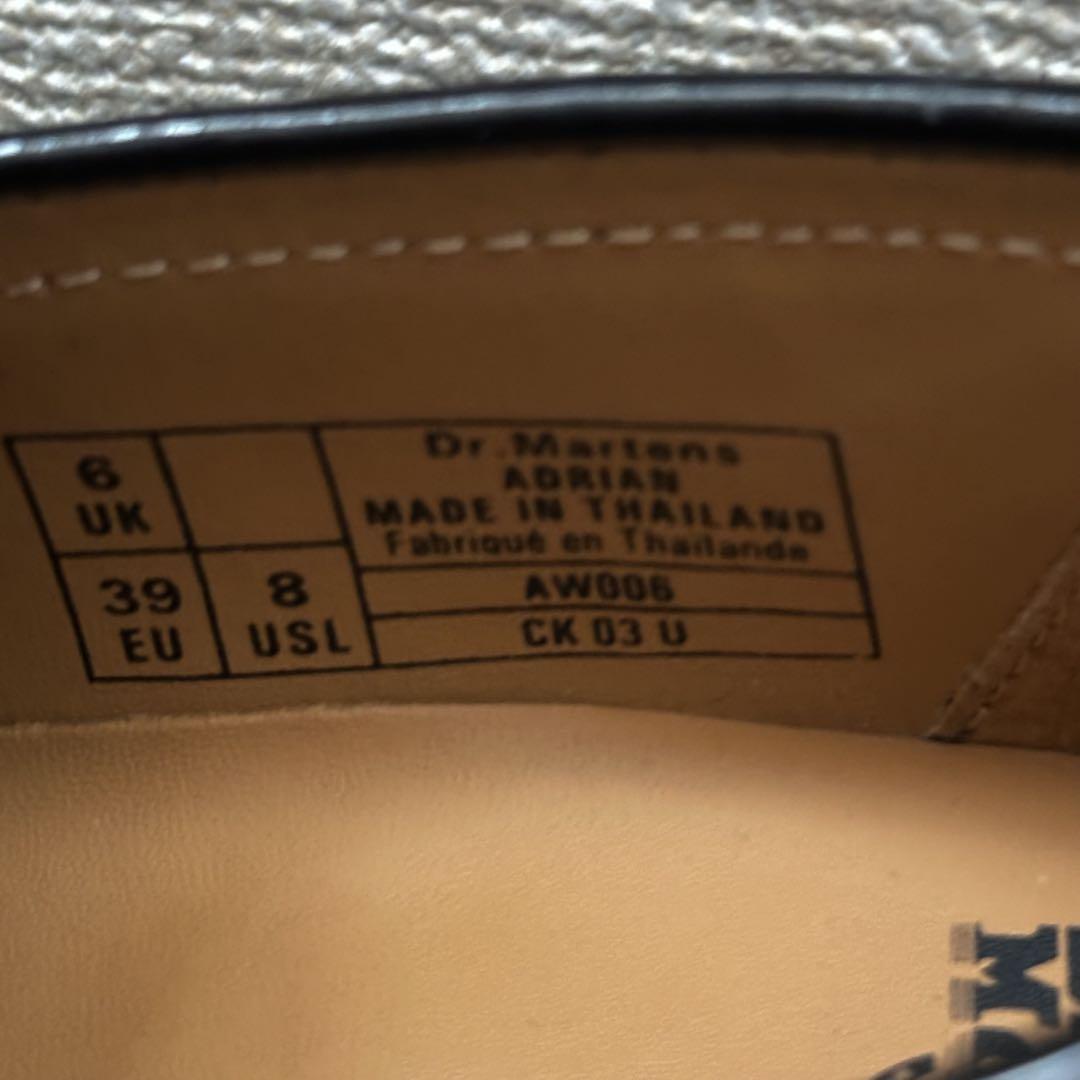 6
UK
39
EU
8
USL
Dr.Martens
ADRIAN
MADE IN THAILAND
Fabriqué en Thaïlande
AW006
CK 03 U